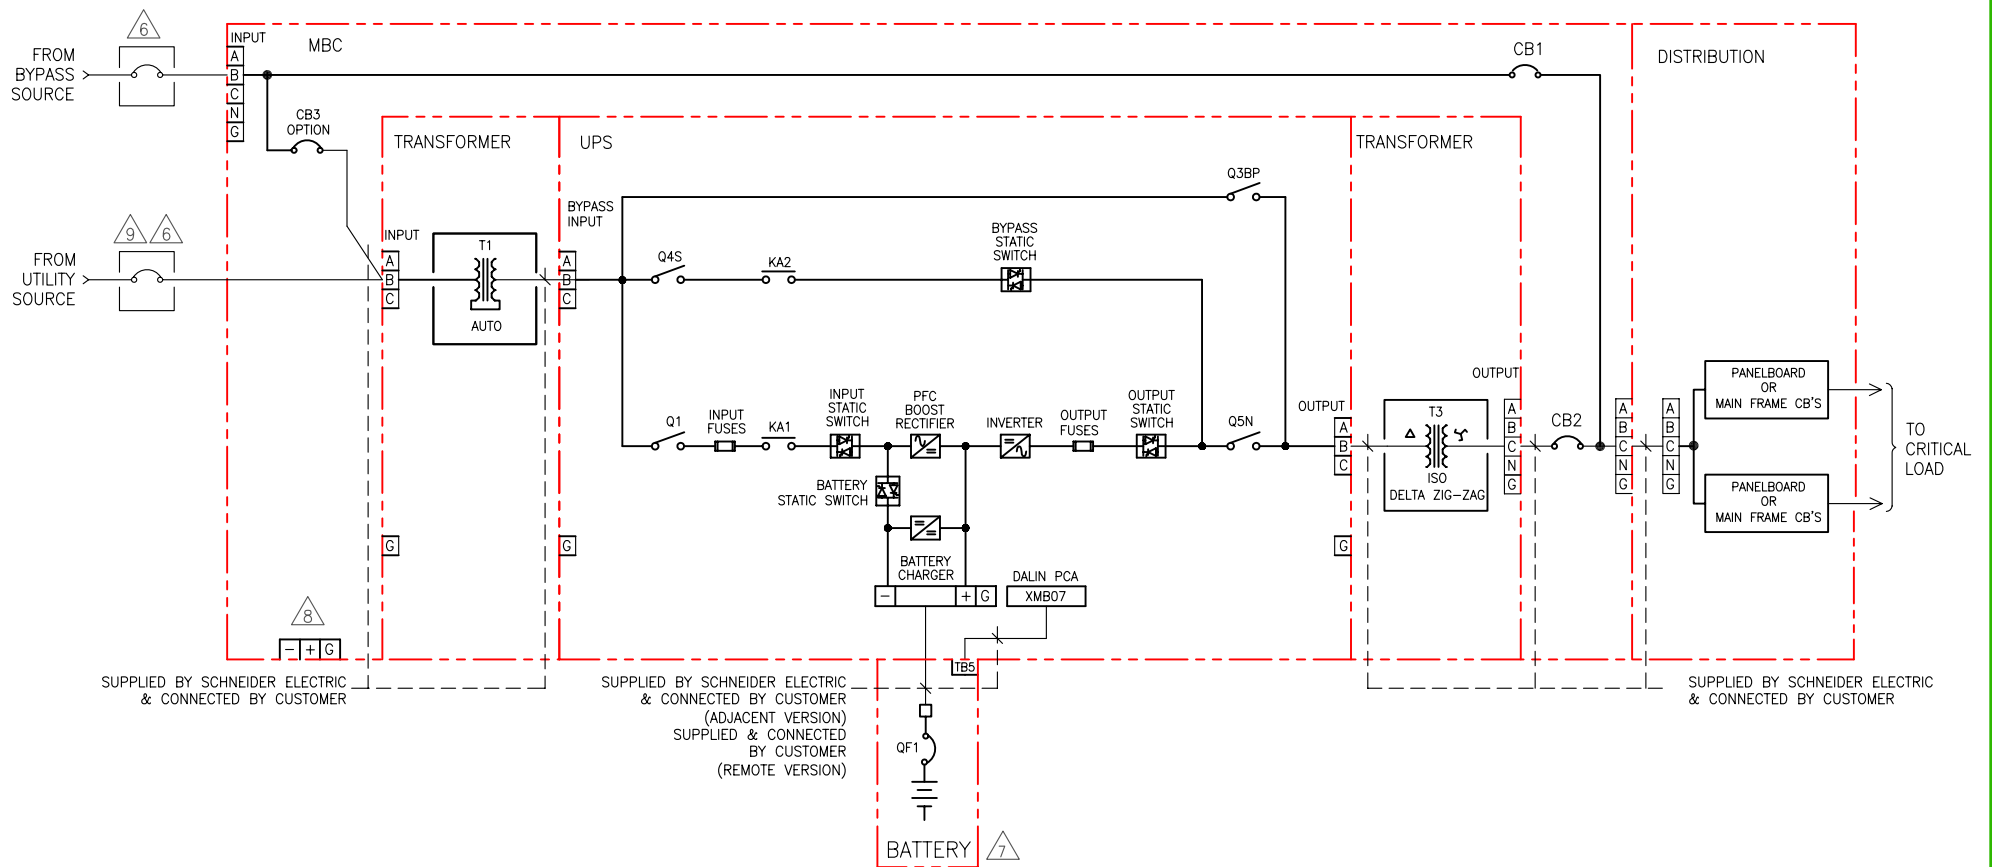 6
INPUT
MBC
FROM
BYPASS
SOURCE
A
B
C
N
G
CB1
DISTRIBUTION
CB3
OPTION
TRANSFORMER
UPS
TRANSFORMER
Q3BP
9
6
FROM
UTILITY
SOURCE
INPUT
A
B
C
T1
AUTO
BYPASS
INPUT
A
B
C
Q4S
KA2
BYPASS
STATIC
SWITCH
Q1
INPUT
FUSES
KA1
INPUT
STATIC
SWITCH
PFC
BOOST
RECTIFIER
INVERTER
OUTPUT
FUSES
OUTPUT
STATIC
SWITCH
Q5N
OUTPUT
A
B
C
T3
ISO
DELTA ZIG-ZAG
OUTPUT
A
B
C
N
G
CB2
A
B
C
N
G
A
B
C
N
G
PANELBOARD
OR
MAIN FRAME CB'S
PANELBOARD
OR
MAIN FRAME CB'S
TO
CRITICAL
LOAD
BATTERY
STATIC SWITCH
BATTERY
CHARGER
G
G
G
- + G
DALIN PCA
XMB07
8
- + G
TB5
SUPPLIED BY SCHNEIDER ELECTRIC
& CONNECTED BY CUSTOMER
SUPPLIED BY SCHNEIDER ELECTRIC
& CONNECTED BY CUSTOMER
(ADJACENT VERSION)
SUPPLIED & CONNECTED
BY CUSTOMER
(REMOTE VERSION)
SUPPLIED BY SCHNEIDER ELECTRIC
& CONNECTED BY CUSTOMER
QF1
BATTERY
7